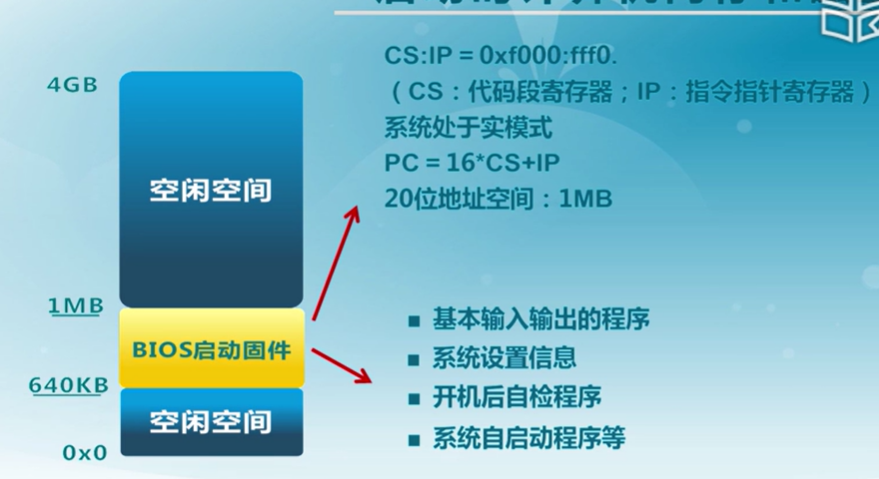 CS:IP = 0xf000:fff0.
（CS：代码段寄存器；IP：指令指针寄存器）
系统处于实模式
PC = 16*CS+IP
20位地址空间：1MB
4GB
空闲空间
1MB
BIOS启动固件
640KB
空闲空间
0x0
■ 基本输入输出的程序
■ 系统设置信息
■ 开机后自检程序
■ 系统自启动程序等